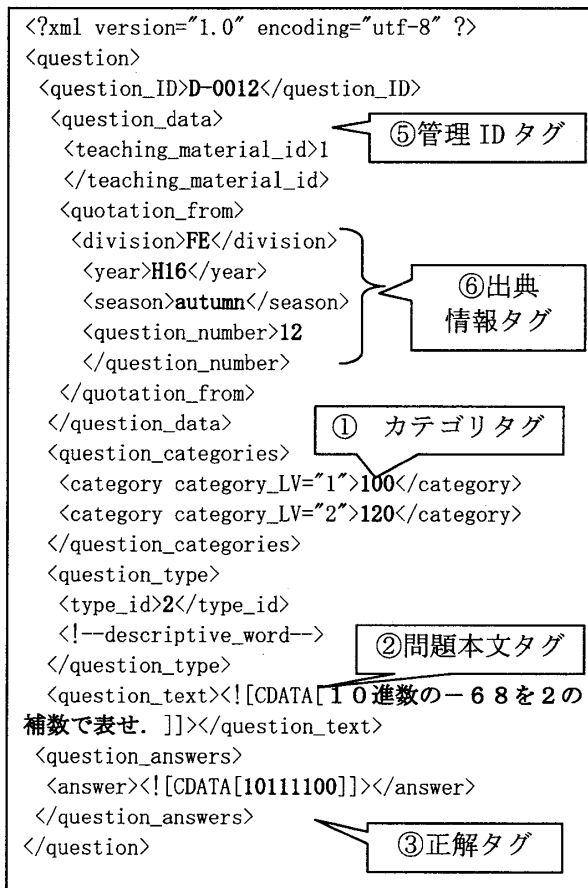 <?xml version="1.0" encoding="utf-8" ?>
<question>
<question_ID>D-0012</question_ID>
<question_data>
⑤管理 ID タグ
<teaching_material_id>1
</teaching_material_id>
<quotation_from>
<division>FE</division>
<year>H16</year>
<season>autumn</season>
<question_number>12
</question_number>
⑥出典
情報タグ
</quotation_from>
</question_data>
① カテゴリタグ
<question_categories>
<category category_LV="1">100</category>
<category category_LV="2">120</category>
</question_categories>
<question_type>
<type_id>2</type_id>
<!--descriptive_word-->
②問題本文タグ
</question_type>
<question_text><![CDATA[１０進数の－６８を２の
補数で表せ．]]></question_text>
<question_answers>
<answer><![CDATA[10111100]]></answer>
</question_answers>
③正解タグ
</question>